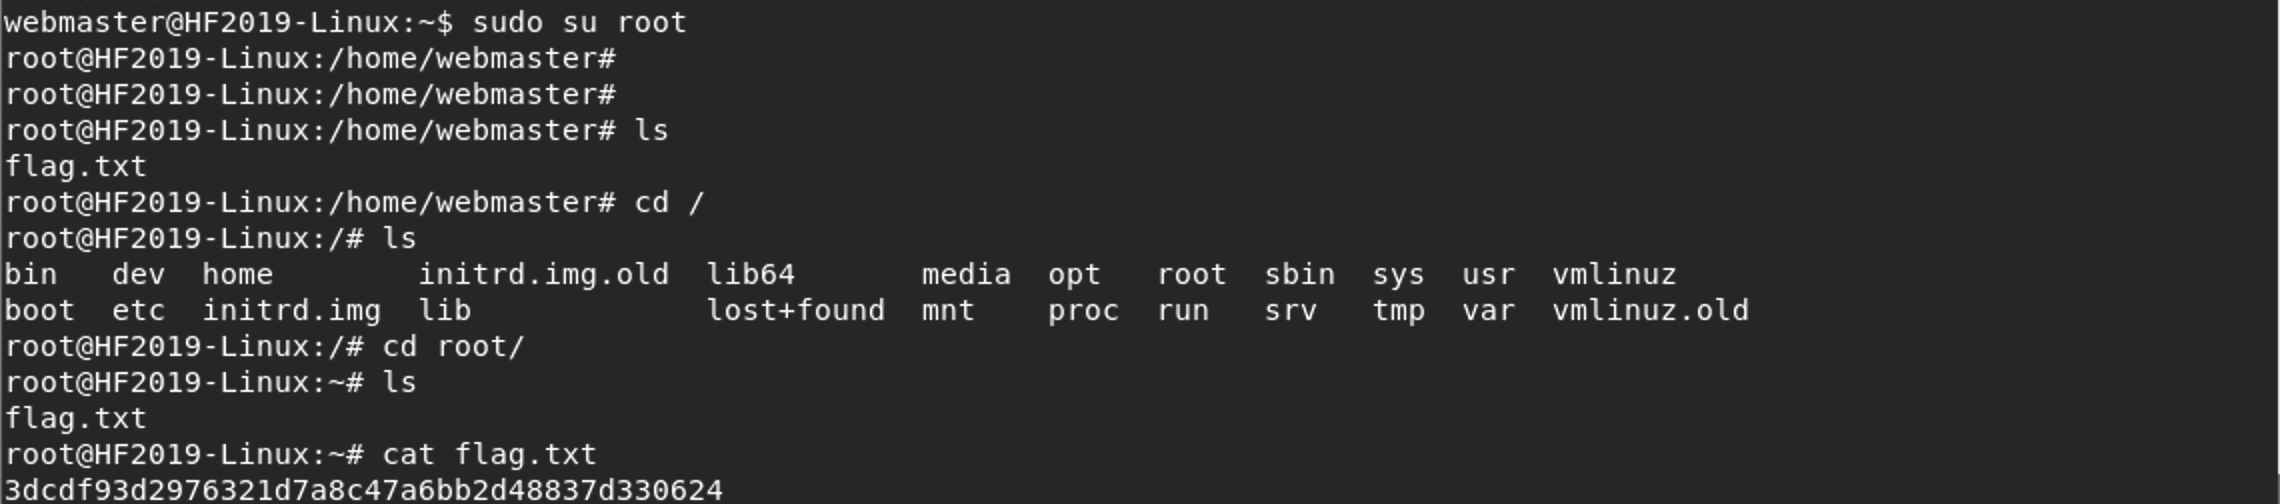 webmaster@HF2019-Linux:~$ sudo su root
root@HF2019-Linux:/home/webmaster#
root@HF2019-Linux:/home/webmaster#
root@HF2019-Linux:/home/webmaster# ls
flag.txt
root@HF2019-Linux:/home/webmaster# cd /
root@HF2019-Linux:/# ls
bin   dev  home        initrd.img.old  lib64       media  opt   root  sbin  sys  usr  vmlinuz
boot  etc  initrd.img  lib             lost+found  mnt    proc  run   srv   tmp  var  vmlinuz.old
root@HF2019-Linux:/# cd root/
root@HF2019-Linux:~# ls
flag.txt
root@HF2019-Linux:~# cat flag.txt
3dcdf93d2976321d7a8c47a6bb2d48837d330624